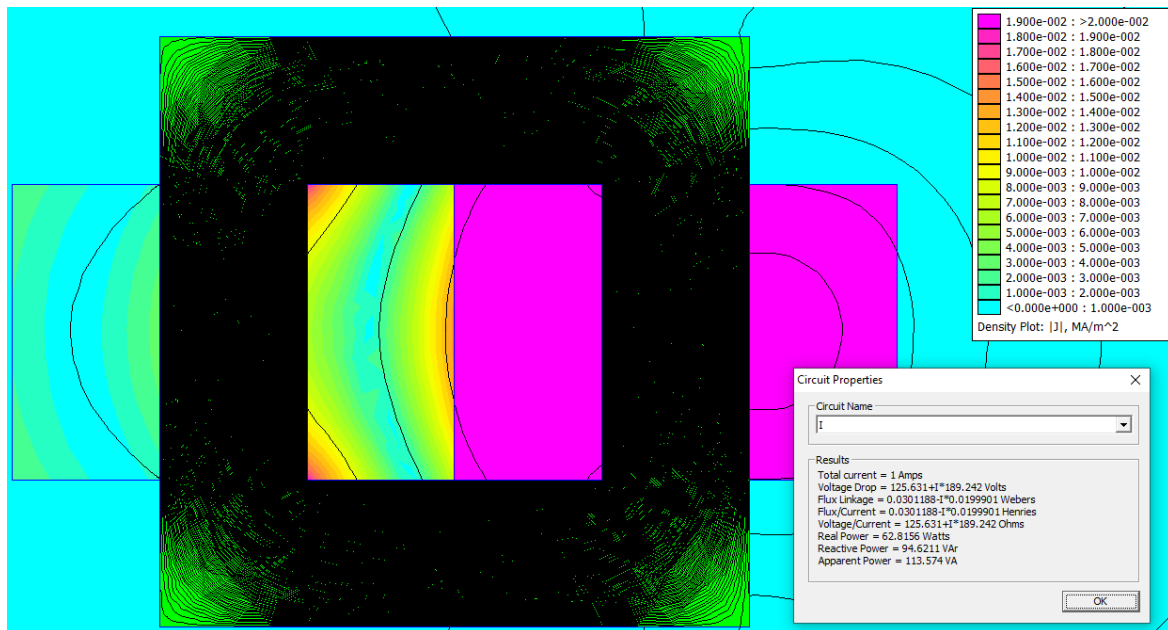 1.900e-002 : >2.000e-002
1.800e-002 : 1.900e-002
1.700e-002 : 1.800e-002
1.600e-002 : 1.700e-002
1.500e-002 : 1.600e-002
1.400e-002 : 1.500e-002
1.300e-002 : 1.400e-002
1.200e-002 : 1.300e-002
1.100e-002 : 1.200e-002
1.000e-002 : 1.100e-002
9.000e-003 : 1.000e-002
8.000e-003 : 9.000e-003
7.000e-003 : 8.000e-003
6.000e-003 : 7.000e-003
5.000e-003 : 6.000e-003
4.000e-003 : 5.000e-003
3.000e-003 : 4.000e-003
2.000e-003 : 3.000e-003
1.000e-003 : 2.000e-003
<0.000e+000 : 1.000e-003
Density Plot: |J|, MA/m^2
Circuit Properties
Circuit Name
I
Results
Total current = 1 Amps
Voltage Drop = 125.631+I*189.242 Volts
Flux Linkage = 0.0301188-I*0.0199901 Webers
Flux/Current = 0.0301188-I*0.0199901 Henries
Voltage/Current = 125.631+I*189.242 Ohms
Real Power = 62.8156 Watts
Reactive Power = 94.6211 VAr
Apparent Power = 113.574 VA
OK